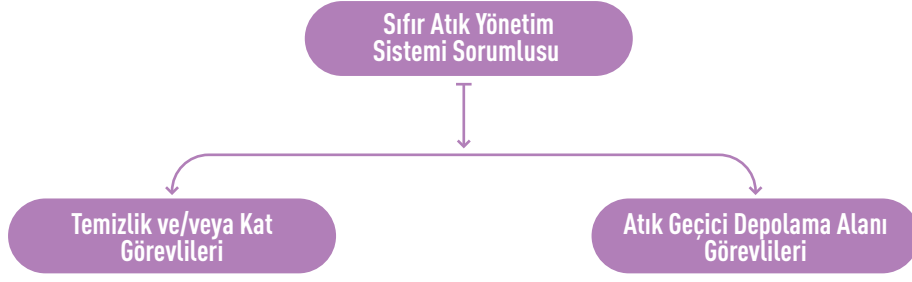 Sıfır Atık Yönetim
Sistemi Sorumlusu
Temizlik ve/veya Kat
Görevlileri
Atık Geçici Depolama Alanı
Görevlileri